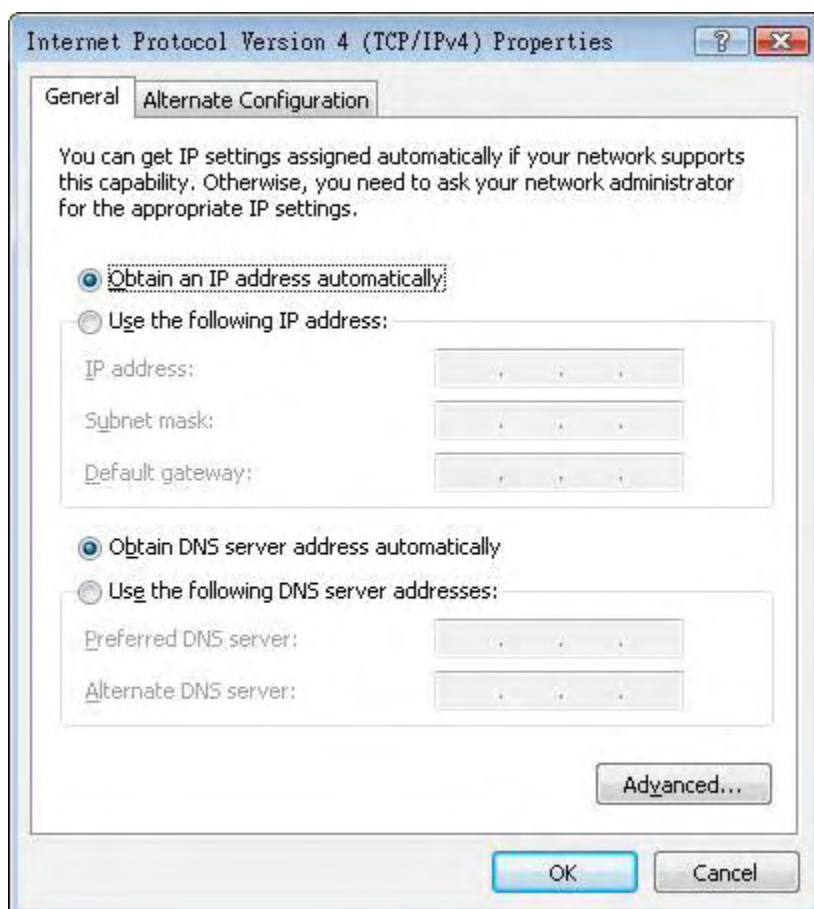 Internet Protocol Version 4 (TCP/IPv4) Properties
General
Alternate Configuration
You can get IP settings assigned automatically if your network supports
this capability. Otherwise, you need to ask your network administrator
for the appropriate IP settings.
Obtain an IP address automatically
Use the following IP address:
IP address:
Subnet mask:
Default gateway:
Obtain DNS server address automatically
Use the following DNS server addresses:
Preferred DNS server:
Alternate DNS server:
Advanced...
OK
Cancel